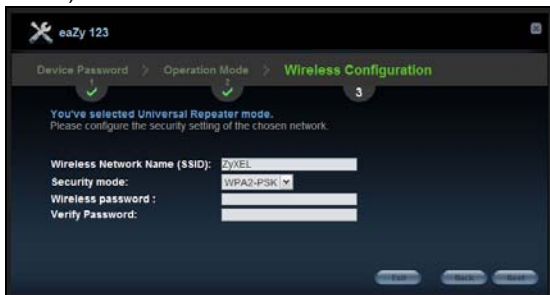 eaZy 123
Device Password > Operation Mode > Wireless Configuration
1 2 3
You've selected Universal Repeater mode.
Please configure the security setting of the chosen network.
Wireless Network Name (SSID): ZyXEL
Security mode: WPA2-PSK
Wireless password :
Verify Password:
Exit Back Next